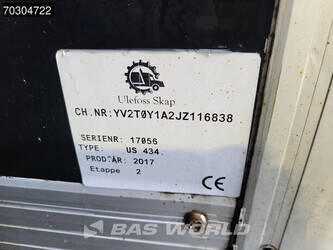 70304722
Ulefoss Skap
CH.NR:YV2T0Y1A2JZ116838
SERIENR: 17056
TYPE: US 434
PROD.ÅR: 2017
Etappe 2
CE
BAS WORLD